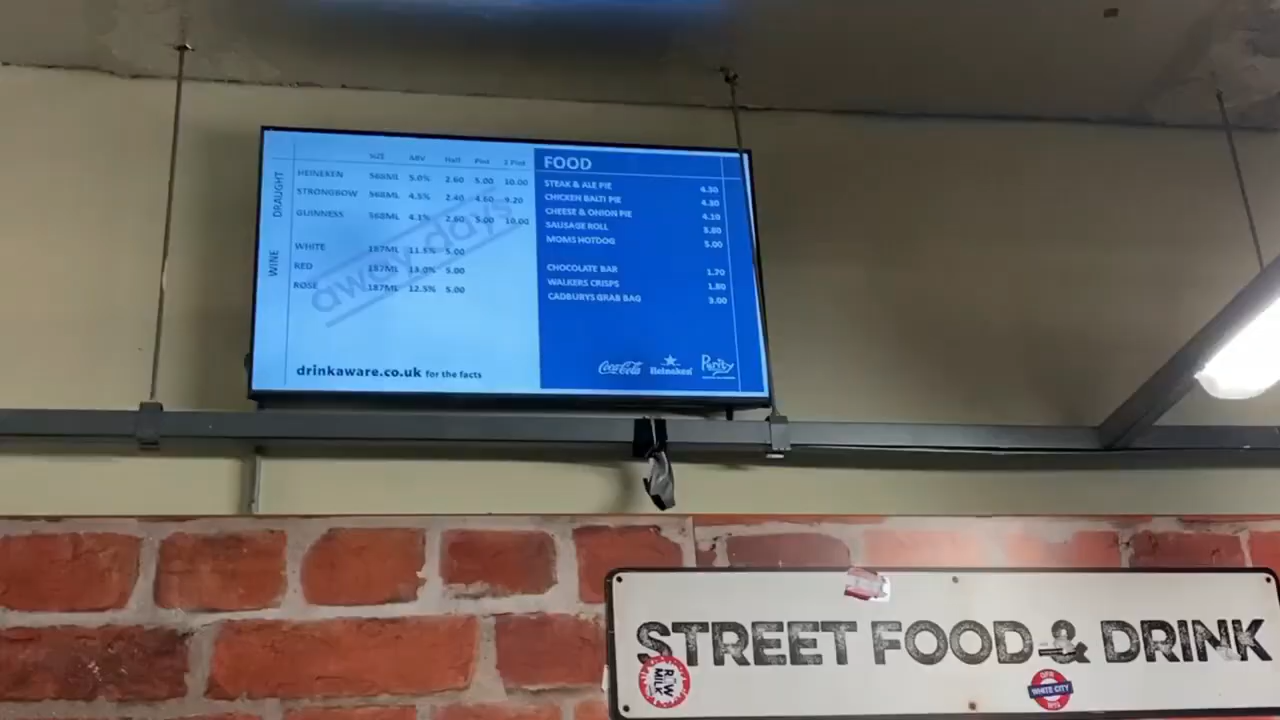 SIZE ABV Half Pint 2 Pint
DRAUGHT
HEINEKEN 568ML 5.0% 2.60 5.00 10.00
STRONGBOW 568ML 4.5% 2.40 4.60 9.20
GUINNESS 568ML 4.1% 2.60 5.00 10.00
WINE
WHITE 187ML 11.5% 5.00
RED 187ML 13.0% 5.00
ROSE 187ML 12.5% 5.00
away days
drinkaware.co.uk for the facts
FOOD
STEAK & ALE PIE 4.30
CHICKEN BALTI PIE 4.30
CHEESE & ONION PIE 4.10
SAUSAGE ROLL 3.80
MOMS HOTDOG 5.00
CHOCOLATE BAR 1.70
WALKERS CRISPS 1.80
CADBURYS GRAB BAG 3.00
Coca-Cola Heineken Purity
STREET FOOD & DRINK
WHITE CITY